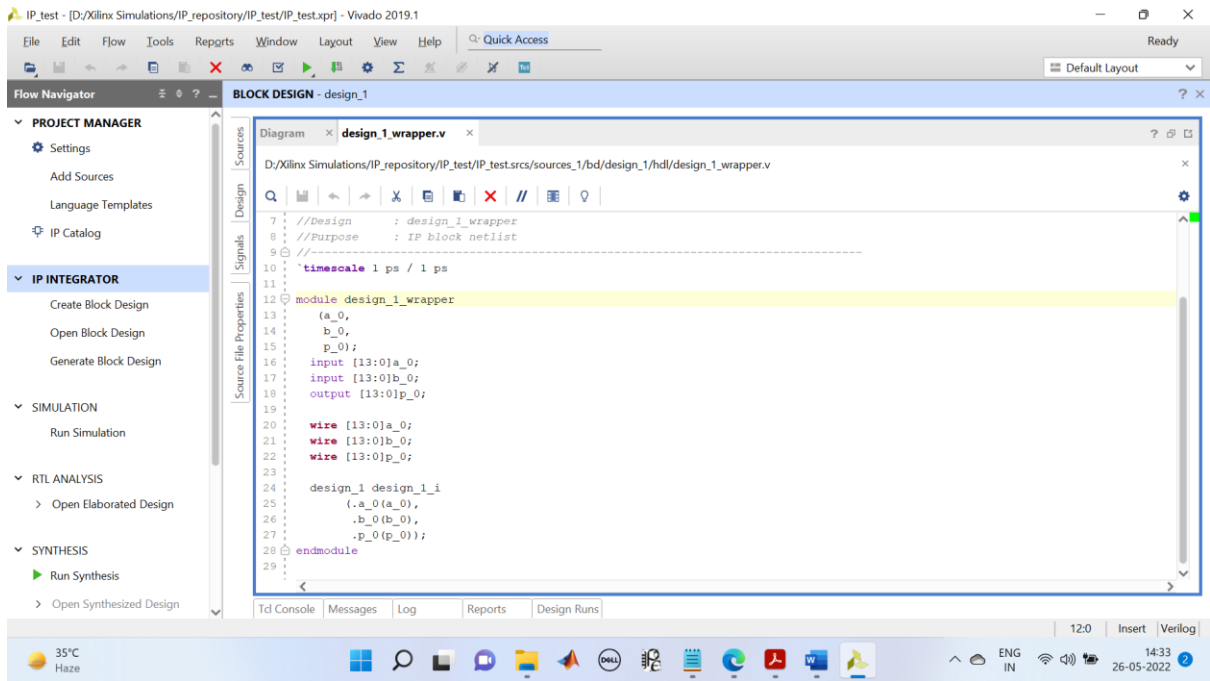 IP_test - [D:/Xilinx Simulations/IP_repository/IP_test/IP_test.xpr] - Vivado 2019.1
File Edit Flow Tools Reports Window Layout View Help Quick Access Ready
Default Layout
Flow Navigator
PROJECT MANAGER
Settings
Add Sources
Language Templates
IP Catalog
IP INTEGRATOR
Create Block Design
Open Block Design
Generate Block Design
SIMULATION
Run Simulation
RTL ANALYSIS
Open Elaborated Design
SYNTHESIS
Run Synthesis
Open Synthesized Design
BLOCK DESIGN - design_1
Sources
Design
Signals
Source File Properties
Diagram design_1_wrapper.v
D:/Xilinx Simulations/IP_repository/IP_test/IP_test.srcs/sources_1/bd/design_1/hdl/design_1_wrapper.v
7 //Design : design_1_wrapper
8 //Purpose : IP block netlist
9 //--------------------------------------------------------------------------------
10 `timescale 1 ps / 1 ps
11
12 module design_1_wrapper
13 (a_0,
14 b_0,
15 p_0);
16 input [13:0]a_0;
17 input [13:0]b_0;
18 output [13:0]p_0;
19
20 wire [13:0]a_0;
21 wire [13:0]b_0;
22 wire [13:0]p_0;
23
24 design_1 design_1_i
25 (.a_0(a_0),
26 .b_0(b_0),
27 .p_0(p_0));
28 endmodule
29
Tcl Console Messages Log Reports Design Runs
12:0 Insert Verilog
35°C
Haze
DELL
ENG
IN
14:33
26-05-2022
2